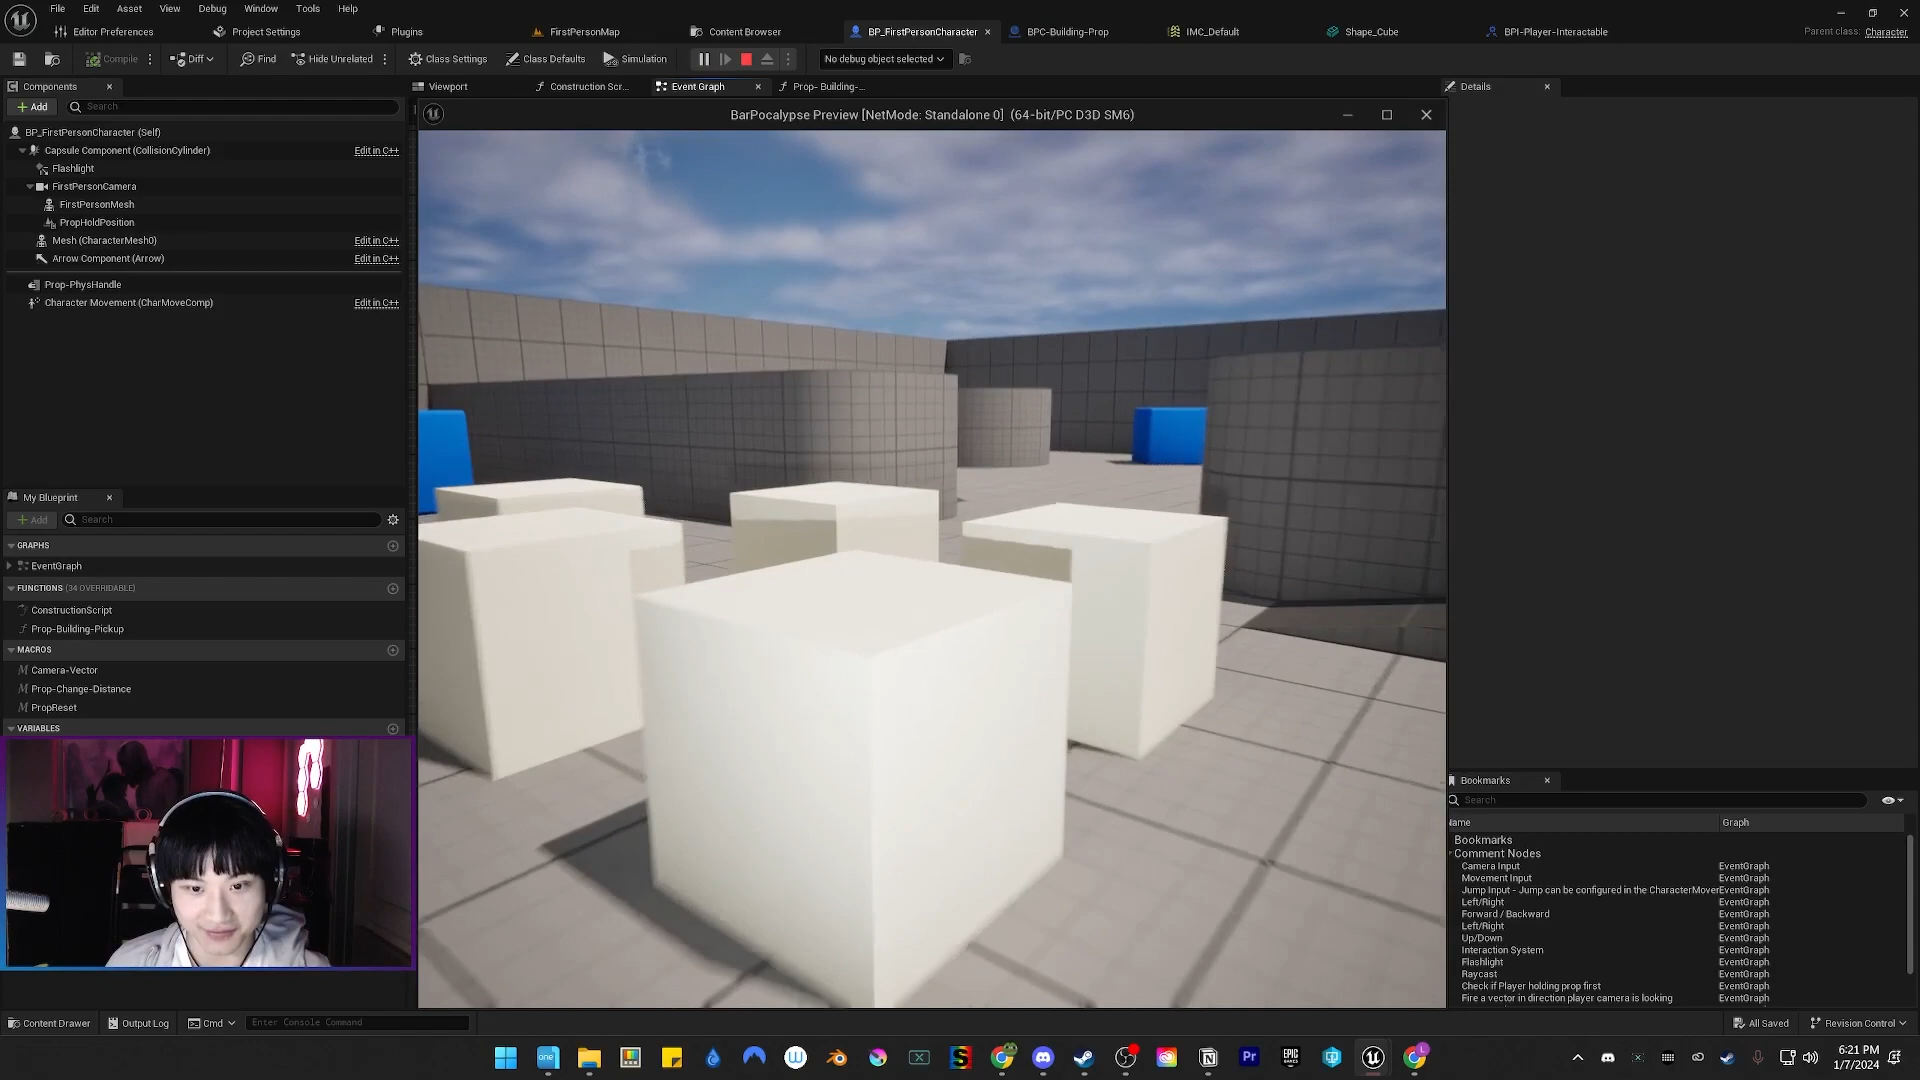 File Edit Asset View Window Debug Tools Help
Editor Preferences Project Settings Plugins FirstPersonMap Content Browser BP_FirstPersonCharacter BPC-Building-Prop IMC_Default Shape_Cube BPI-Player-Interactable Parent class: Character
Compile Diff Find Hide Unrelated Class Settings Class Defaults Simulation No debug object selected
Components Viewport Construction Scr... Event Graph Prop- Building-... Details
+ Add Search
BarPocalypse Preview [NetMode: Standalone 0] (64-bit/PC D3D SM6)
BP_FirstPersonCharacter (Self)
Capsule Component (CollisionCylinder) Edit in C++
Flashlight
FirstPersonCamera
FirstPersonMesh
PropHoldPosition
Mesh (CharacterMesh0) Edit in C++
Arrow Component (Arrow) Edit in C++
Prop-PhysHandle
Character Movement (CharMoveComp) Edit in C++
My Blueprint
+ Add Search
GRAPHS
EventGraph
FUNCTIONS (34 OVERRIDABLE)
ConstructionScript
Prop-Building-Pickup
MACROS
Camera-Vector
Prop-Change-Distance
PropReset
VARIABLES
Bookmarks
Search
Name Graph
Bookmarks
Comment Nodes
Camera Input EventGraph
Movement Input EventGraph
Jump Input - Jump can be configured in the CharacterMover EventGraph
Left/Right EventGraph
Forward / Backward EventGraph
Left/Right EventGraph
Up/Down EventGraph
Interaction System EventGraph
Flashlight EventGraph
Raycast EventGraph
Check if Player holding prop first EventGraph
Fire a vector in direction player camera is looking EventGraph
Content Drawer Output Log Cmd Enter Console Command All Saved Revision Control
one Pr EPIC GAMES 6:21 PM
1/7/2024